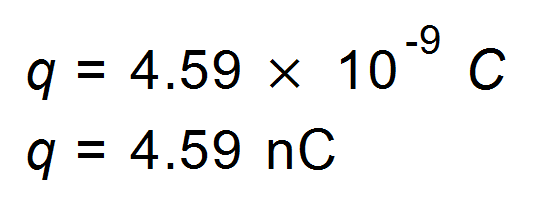 q = 4.59 × 10⁻⁹ C
q = 4.59 nC